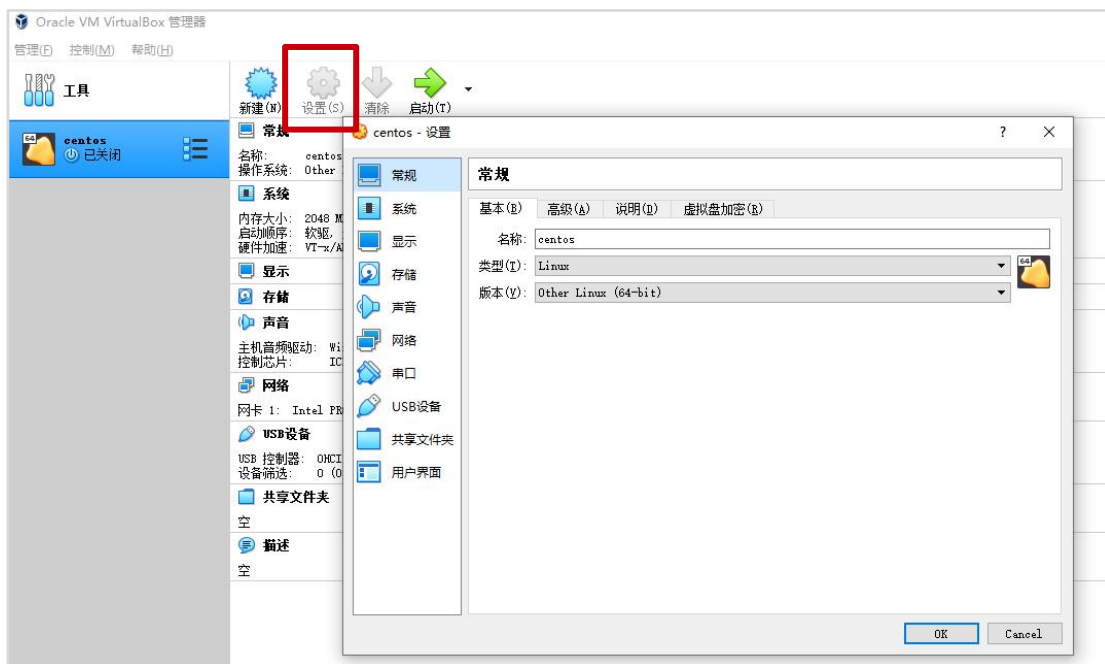 Oracle VM VirtualBox 管理器
管理(F) 控制(M) 帮助(H)
工具
新建(N) 设置(S) 清除 启动(T)
64 centos
已关闭
常规
名称: centos
操作系统: Other
系统
内存大小: 2048 M
启动顺序: 软驱,
硬件加速: VT-x/A
显示
存储
声音
主机音频驱动: Wi
控制芯片: IC
网络
网卡 1: Intel PR
USB设备
USB 控制器: OHCI
设备筛选: 0 (0
共享文件夹
空
描述
空
centos - 设置 ? ×
常规
系统
显示
存储
声音
网络
串口
USB设备
共享文件夹
用户界面
常规
基本(B) 高级(A) 说明(D) 虚拟盘加密(R)
名称: centos
类型(T): Linux
64
版本(V): Other Linux (64-bit)
OK Cancel